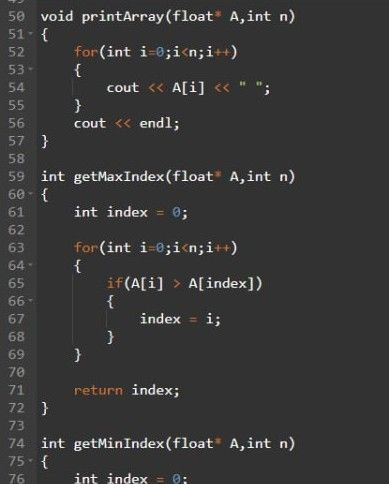 50 void printArray(float* A,int n)
51 {
52 for(int i=0;i<n;i++)
53 {
54 cout << A[i] << " ";
55 }
56 cout << endl;
57 }
58
59 int getMaxIndex(float* A,int n)
60 {
61 int index = 0;
62
63 for(int i=0;i<n;i++)
64 {
65 if(A[i] > A[index])
66 {
67 index = i;
68 }
69 }
70
71 return index;
72 }
73
74 int getMinIndex(float* A,int n)
75 {
76 int index = 0;